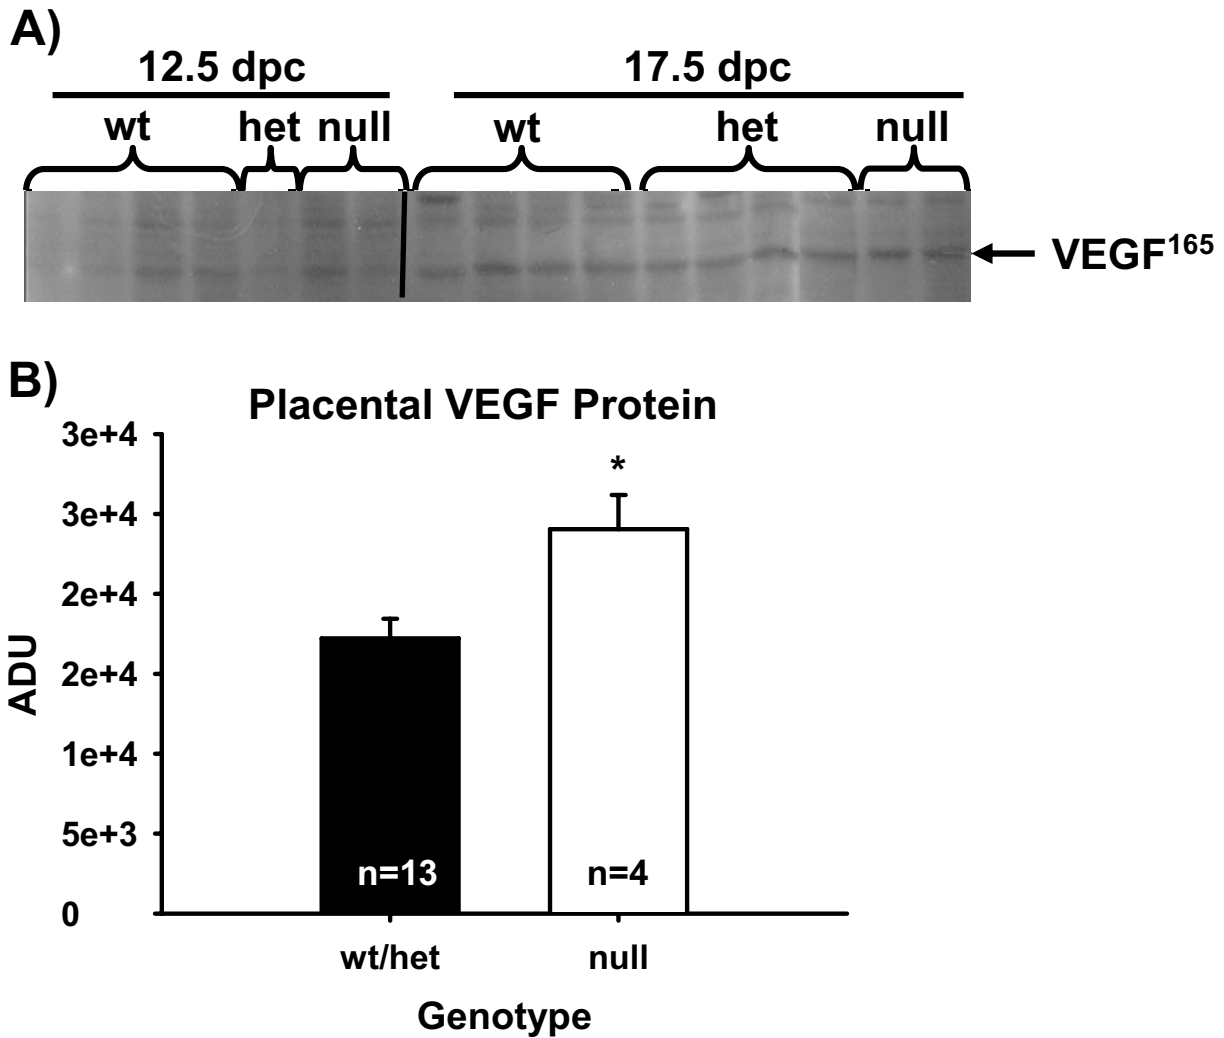 A)
12.5 dpc 17.5 dpc
wt het null wt het null
VEGF165
B)
Placental VEGF Protein
3e+4
*
3e+4
2e+4
2e+4
1e+4
5e+3
0
ADU
n=13 n=4
wt/het null
Genotype